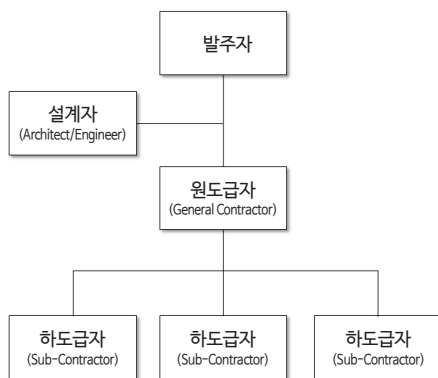 발주자
설계자
(Architect/Engineer)
원도급자
(General Contractor)
하도급자
(Sub-Contractor)
하도급자
(Sub-Contractor)
하도급자
(Sub-Contractor)